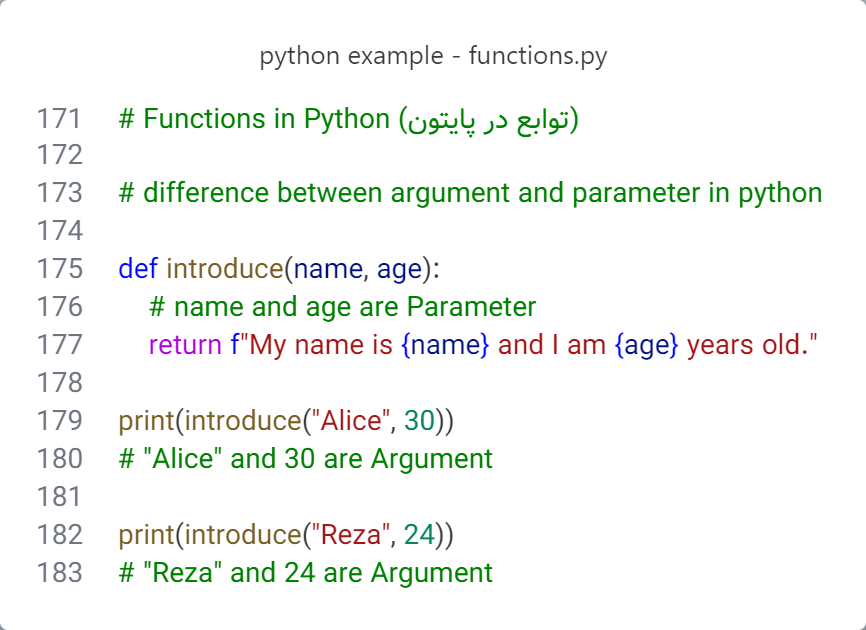 python example - functions.py
171 # Functions in Python (توابع در پایتون)
172
173 # difference between argument and parameter in python
174
175 def introduce(name, age):
176     # name and age are Parameter
177     return f"My name is {name} and I am {age} years old."
178
179 print(introduce("Alice", 30))
180 # "Alice" and 30 are Argument
181
182 print(introduce("Reza", 24))
183 # "Reza" and 24 are Argument